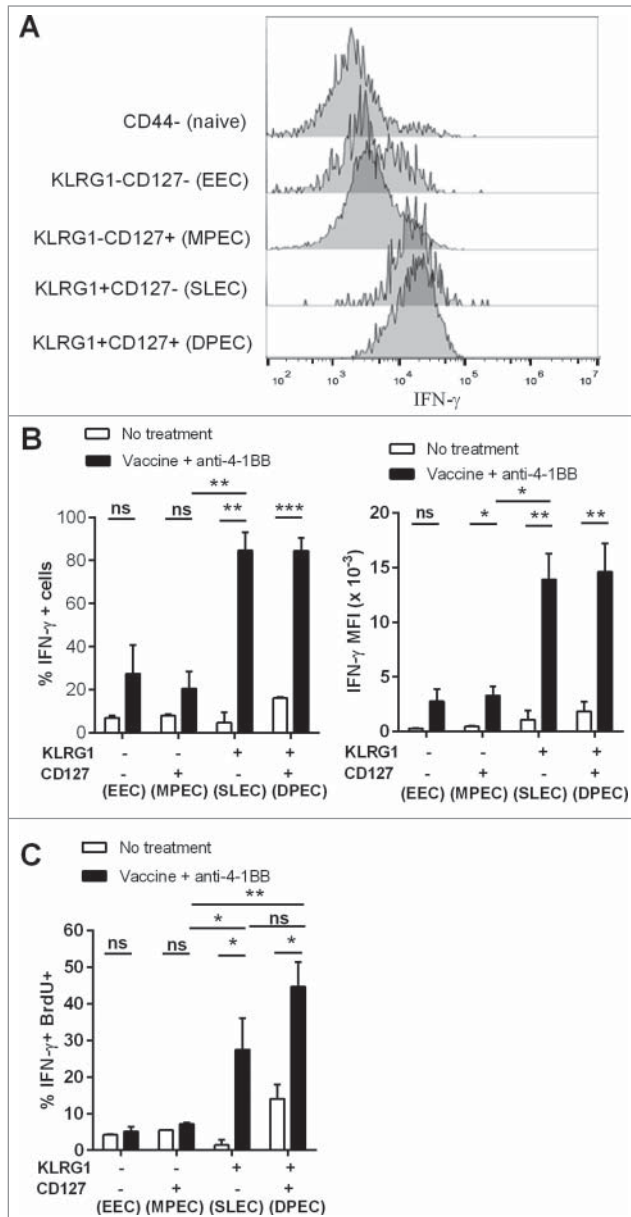 A
CD44- (naive)
KLRG1-CD127- (EEC)
KLRG1-CD127+ (MPEC)
KLRG1+CD127- (SLEC)
KLRG1+CD127+ (DPEC)
10² 10³ 10⁴ 10⁵ 10⁶ 10⁷
IFN-γ
B
No treatment
Vaccine + anti-4-1BB
**
ns ns ** ***
100
80
60
40
20
0
% IFN-γ + cells
KLRG1 - - + +
CD127 - + - +
(EEC) (MPEC) (SLEC) (DPEC)
No treatment
Vaccine + anti-4-1BB
*
ns * ** **
20
15
10
5
0
IFN-γ MFI (x 10⁻³)
KLRG1 - - + +
CD127 - + - +
(EEC) (MPEC) (SLEC) (DPEC)
C
No treatment
Vaccine + anti-4-1BB
**
* ns
ns ns * *
60
50
40
30
20
10
0
% IFN-γ+ BrdU+
KLRG1 - - + +
CD127 - + - +
(EEC) (MPEC) (SLEC) (DPEC)